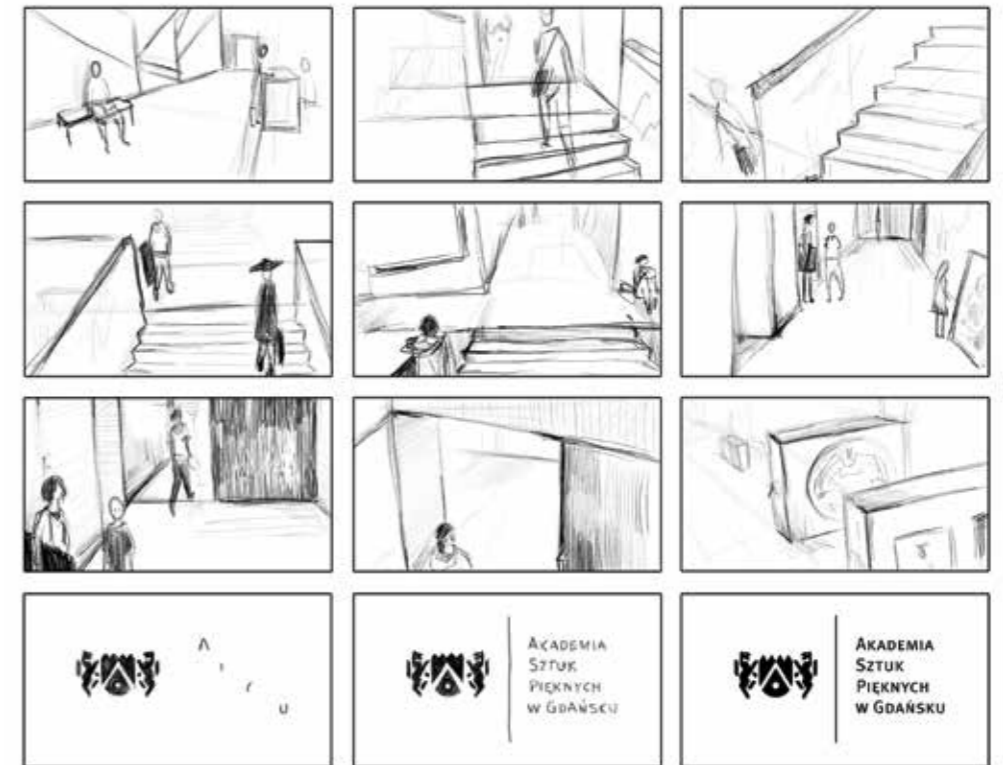 A
I
U
AKADEMIA
SZTUK
PIĘKNYCH
W GDAŃSKU
AKADEMIA
SZTUK
PIĘKNYCH
W GDAŃSKU